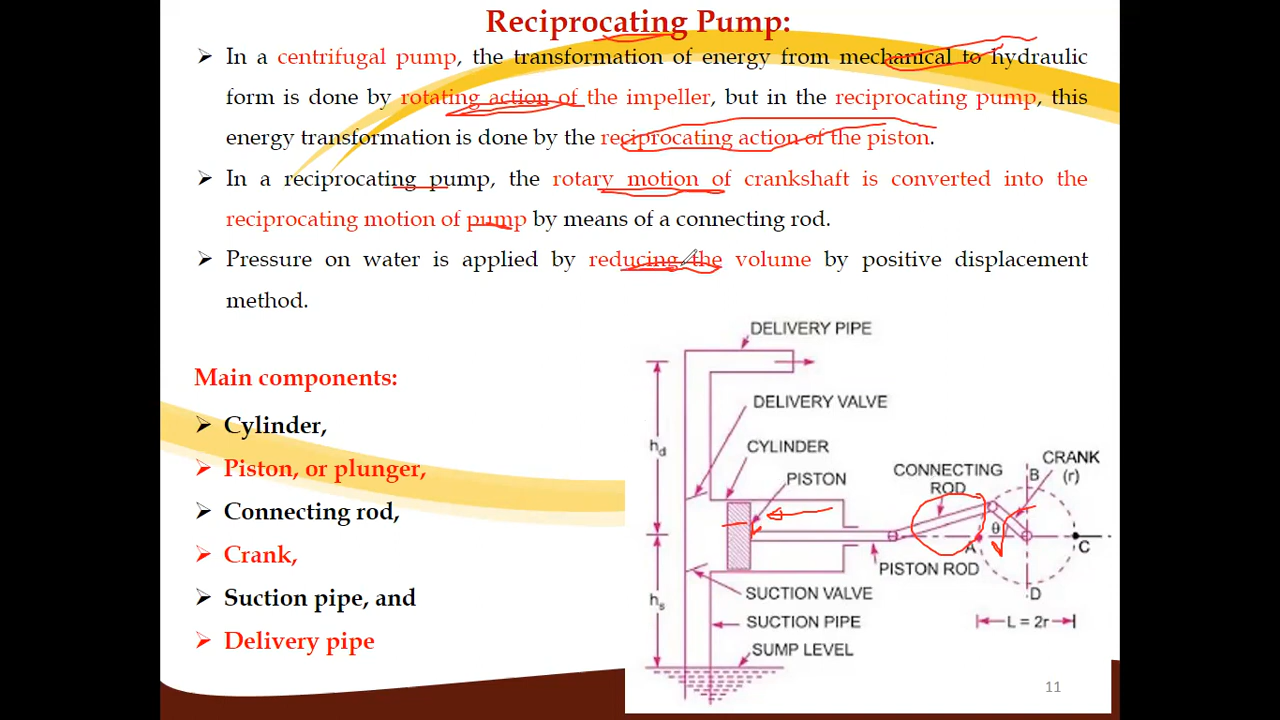 Reciprocating Pump:
➢ In a centrifugal pump, the transformation of energy from mechanical to hydraulic
form is done by rotating action of the impeller, but in the reciprocating pump, this
energy transformation is done by the reciprocating action of the piston.
➢ In a reciprocating pump, the rotary motion of crankshaft is converted into the
reciprocating motion of pump by means of a connecting rod.
➢ Pressure on water is applied by reducing the volume by positive displacement
method.
Main components:
➢ Cylinder,
➢ Piston, or plunger,
➢ Connecting rod,
➢ Crank,
➢ Suction pipe, and
➢ Delivery pipe
DELIVERY PIPE
DELIVERY VALVE
hd
CYLINDER
PISTON
CONNECTING
ROD
CRANK
(r)
B
θ
A
C
PISTON ROD
D
SUCTION VALVE
hs
SUCTION PIPE
L = 2r
SUMP LEVEL
11